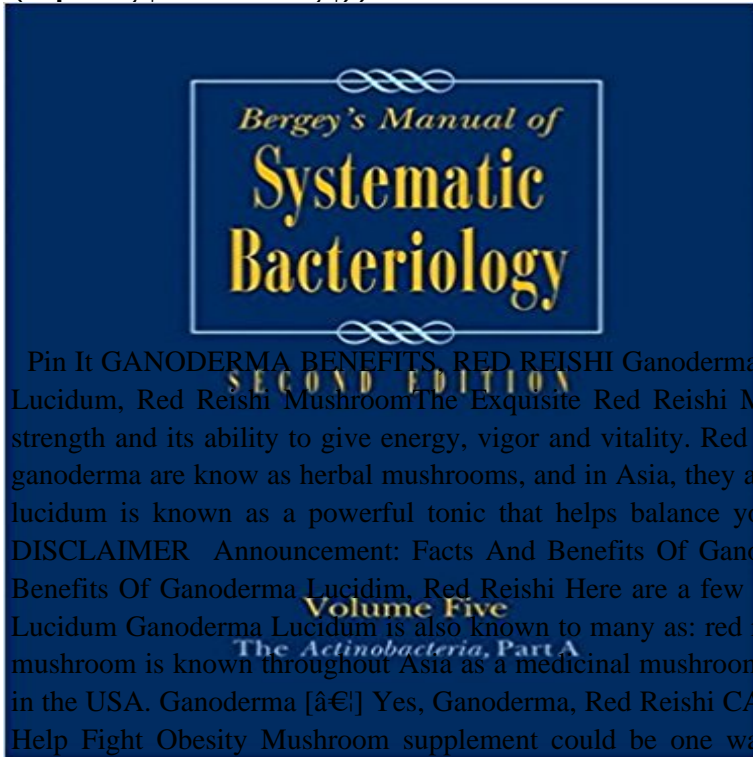 Bergey's Manual of
Systematic
Bacteriology
Pin It GANODERMA BENEFITS, RED REISHI Ganoderma
SECOND EDITION
Lucidum, Red Reishi MushroomThe Exquisite Red Reishi M
strength and its ability to give energy, vigor and vitality. Red
ganoderma are know as herbal mushrooms, and in Asia, they a
lucidum is known as a powerful tonic that helps balance yo
DISCLAIMER Announcement: Facts And Benefits Of Gano
Benefits Of Ganoderma Lucidim, Red Reishi Here are a few
Volume Five
Lucidum Ganoderma Lucidum is also known to many as: red
The Actinobacteria, Part A
mushroom is known throughout Asia as a medicinal mushroom
in the USA. Ganoderma [â€¦] Yes, Ganoderma, Red Reishi CA
Help Fight Obesity Mushroom supplement could be one wa